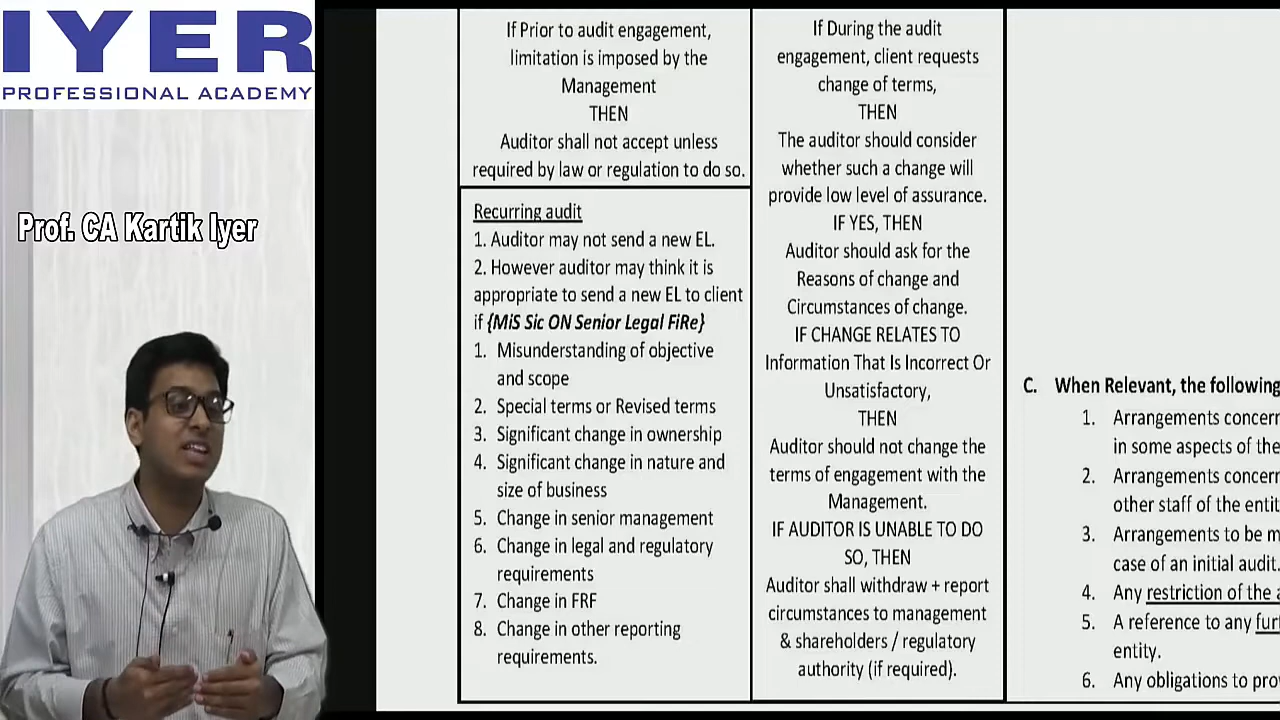 IYER
PROFESSIONAL ACADEMY
Prof. CA Kartik Iyer
If Prior to audit engagement,
limitation is imposed by the
Management
THEN
Auditor shall not accept unless
required by law or regulation to do so.
Recurring audit
1. Auditor may not send a new EL.
2. However auditor may think it is
appropriate to send a new EL to client
if {MiS Sic ON Senior Legal FiRe}
1. Misunderstanding of objective
and scope
2. Special terms or Revised terms
3. Significant change in ownership
4. Significant change in nature and
size of business
5. Change in senior management
6. Change in legal and regulatory
requirements
7. Change in FRF
8. Change in other reporting
requirements.
If During the audit
engagement, client requests
change of terms,
THEN
The auditor should consider
whether such a change will
provide low level of assurance.
IF YES, THEN
Auditor should ask for the
Reasons of change and
Circumstances of change.
IF CHANGE RELATES TO
Information That Is Incorrect Or
Unsatisfactory,
THEN
Auditor should not change the
terms of engagement with the
Management.
IF AUDITOR IS UNABLE TO DO
SO, THEN
Auditor shall withdraw + report
circumstances to management
& shareholders / regulatory
authority (if required).
C. When Relevant, the following
1. Arrangements concern
in some aspects of the
2. Arrangements concern
other staff of the entit
3. Arrangements to be m
case of an initial audit.
4. Any restriction of the a
5. A reference to any furt
entity.
6. Any obligations to prov